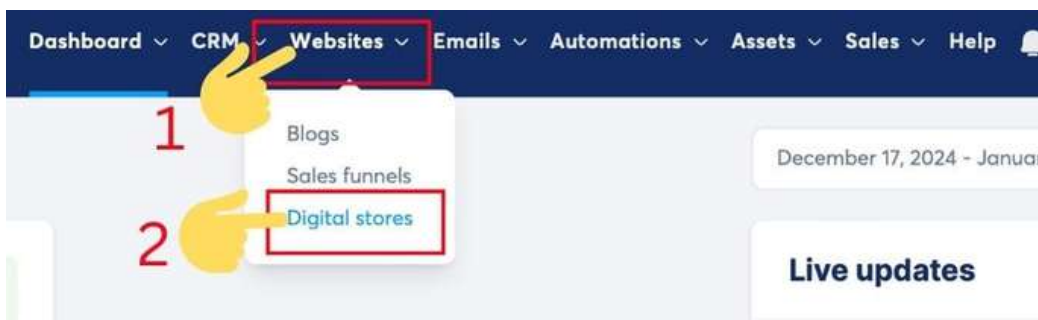 Dashboard CRM Websites Emails Automations Assets Sales Help
1
Blogs
December 17, 2024 - Januar
Sales funnels
Digital stores
2
Live updates